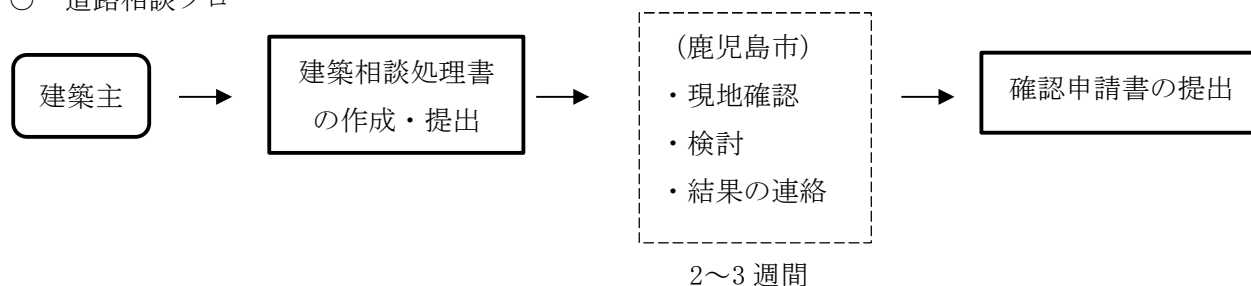 ○ 道路相談フロー
建築主
建築相談処理書
の作成・提出
(鹿児島市)
・現地確認
・検討
・結果の連絡
2～3 週間
確認申請書の提出